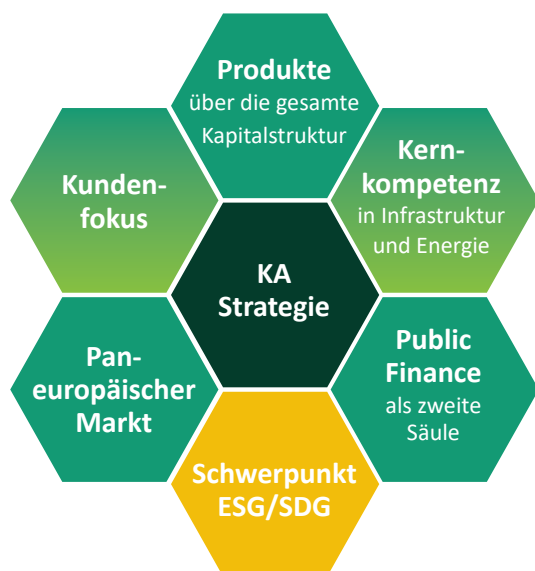 Produkte
über die gesamte
Kapitalstruktur
Kunden-
fokus
Kern-
kompetenz
in Infrastruktur
und Energie
KA
Strategie
Pan-
europäischer
Markt
Public
Finance
als zweite
Säule
Schwerpunkt
ESG/SDG